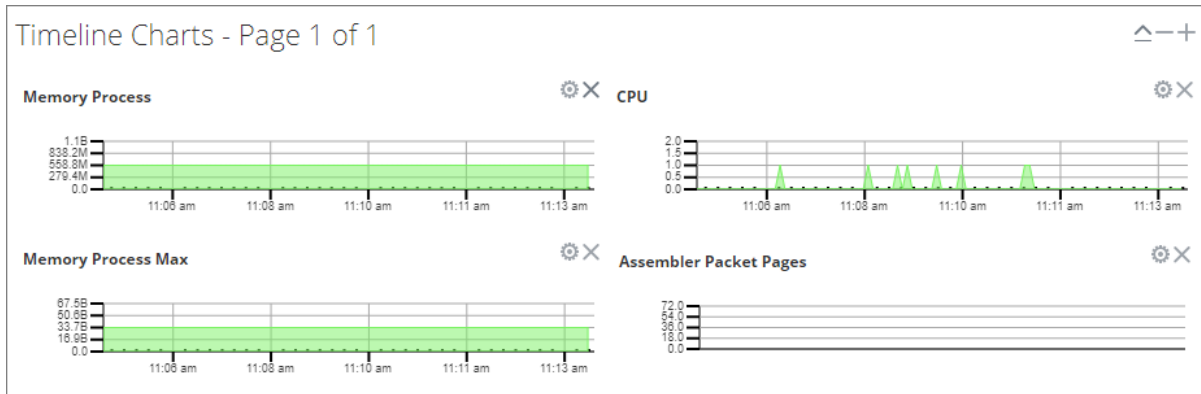 Timeline Charts - Page 1 of 1
Memory Process
1.1B
838.2M
558.8M
279.4M
0.0
11:06 am 11:08 am 11:10 am 11:11 am 11:13 am
CPU
2.0
1.5
1.0
0.5
0.0
11:06 am 11:08 am 11:10 am 11:11 am 11:13 am
Memory Process Max
67.5B
50.6B
33.7B
16.9B
0.0
11:06 am 11:08 am 11:10 am 11:11 am 11:13 am
Assembler Packet Pages
72.0
54.0
36.0
18.0
0.0